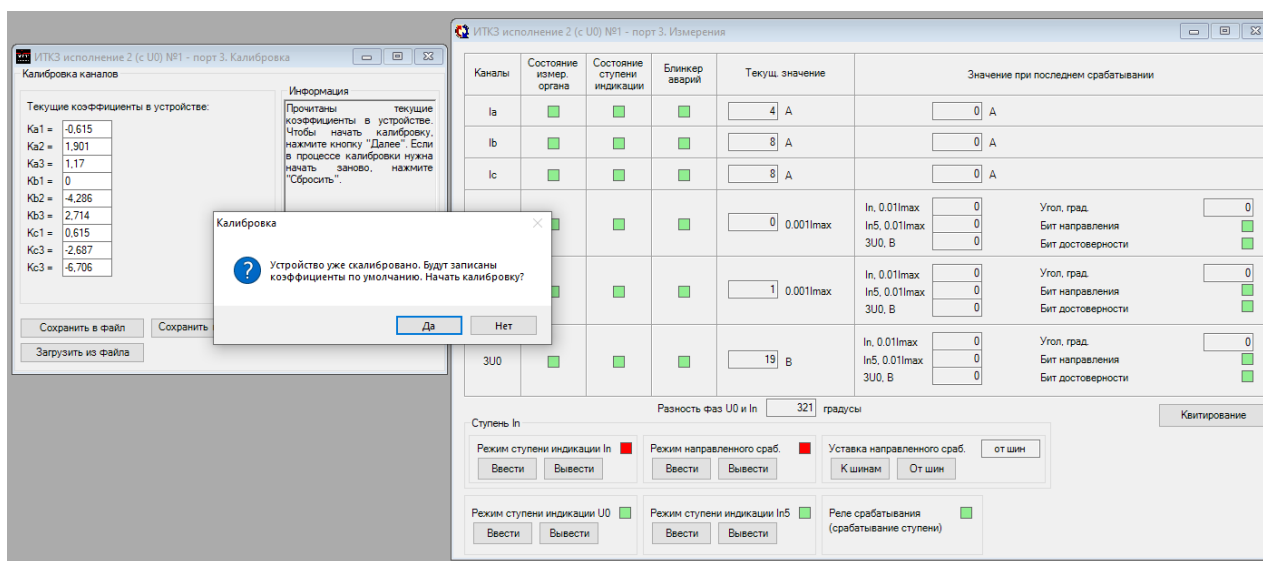 ИТКЗ исполнение 2 (с U0) №1 - порт 3. Калибровка
Калибровка каналов
Текущие коэффициенты в устройстве:
Ka1 = -0,615
Ka2 = 1,901
Ka3 = 1,17
Kb1 = 0
Kb2 = -4,286
Kb3 = 2,714
Kc1 = 0,615
Kc3 = -2,687
Kc3 = -6,706
Информация
Прочитаны текущие
коэффициенты в устройстве.
Чтобы начать калибровку,
нажмите кнопку "Далее". Если
в процессе калибровки нужна
начать заново, нажмите
"Сбросить".
Сохранить в файл
Сохранить
Загрузить из файла
Калибровка
Устройство уже скалибровано. Будут записаны
коэффициенты по умолчанию. Начать калибровку?
Да
Нет
ИТКЗ исполнение 2 (с U0) №1 - порт 3. Измерения
Каналы
Состояние
измер.
органа
Состояние
ступени
индикации
Блинкер
аварий
Текущ. значение
Значение при последнем срабатывании
Ia 4 A 0 A
Ib 8 A 0 A
Ic 8 A 0 A
0 0.001Imax
In, 0.01Imax 0 Угол, град. 0
In5, 0.01Imax 0 Бит направления
3U0, В 0 Бит достоверности
1 0.001Imax
In, 0.01Imax 0 Угол, град. 0
In5, 0.01Imax 0 Бит направления
3U0, В 0 Бит достоверности
3U0 19 В
In, 0.01Imax 0 Угол, град. 0
In5, 0.01Imax 0 Бит направления
3U0, В 0 Бит достоверности
Разность фаз U0 и In 321 градусы
Квитирование
Ступень In
Режим ступени индикации In
Ввести Вывести
Режим направленного сраб.
Ввести Вывести
Уставка направленного сраб. от шин
К шинам От шин
Режим ступени индикации U0
Ввести Вывести
Режим ступени индикации In5
Ввести Вывести
Реле срабатывания
(срабатывание ступени)